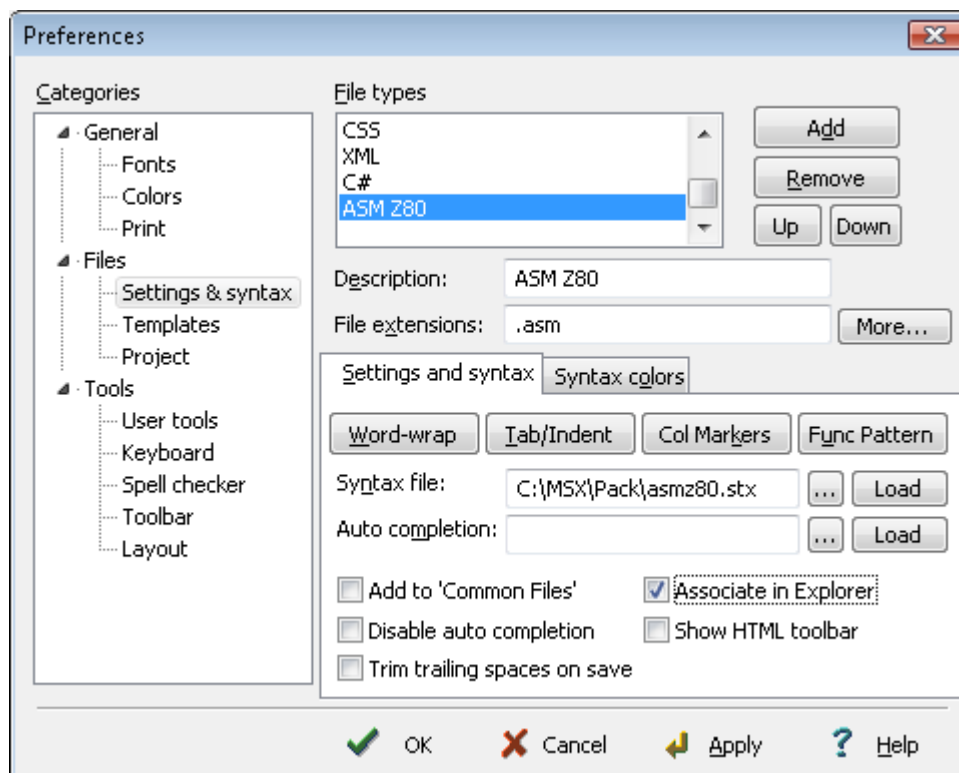 Preferences
Categories
General
Fonts
Colors
Print
Files
Settings & syntax
Templates
Project
Tools
User tools
Keyboard
Spell checker
Toolbar
Layout
File types
CSS
XML
C#
ASM Z80
Add
Remove
Up Down
Description: ASM Z80
File extensions: .asm More...
Settings and syntax Syntax colors
Word-wrap Tab/Indent Col Markers Func Pattern
Syntax file: C:\MSX\Pack\asmz80.stx ... Load
Auto completion: ... Load
Add to 'Common Files' Associate in Explorer
Disable auto completion Show HTML toolbar
Trim trailing spaces on save
OK Cancel Apply Help